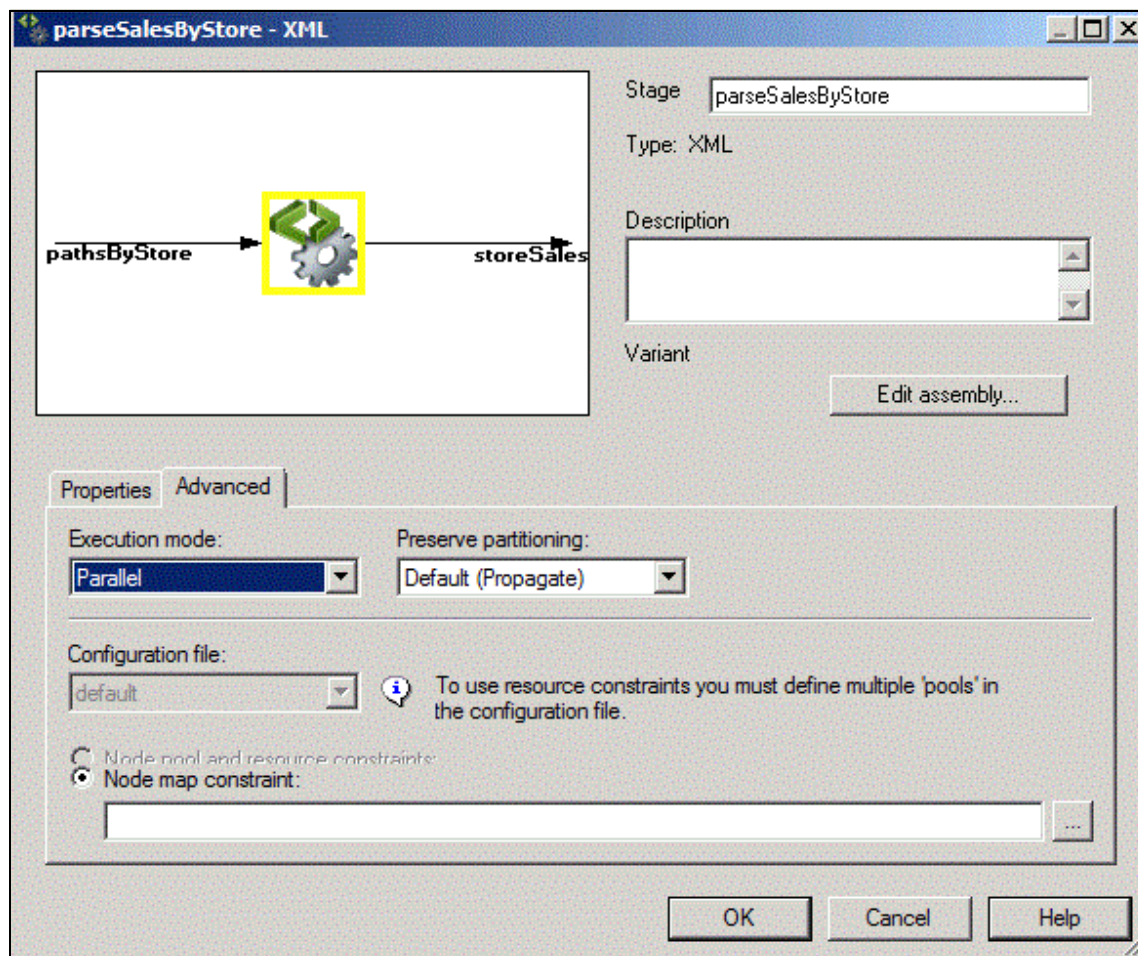 parseSalesByStore - XML
pathsByStore
storeSales
Stage
parseSalesByStore
Type: XML
Description
Variant
Edit assembly...
Properties
Advanced
Execution mode:
Preserve partitioning:
Parallel
Default (Propagate)
Configuration file:
default
To use resource constraints you must define multiple 'pools' in
the configuration file.
Node pool and resource constraints:
Node map constraint:
...
OK
Cancel
Help